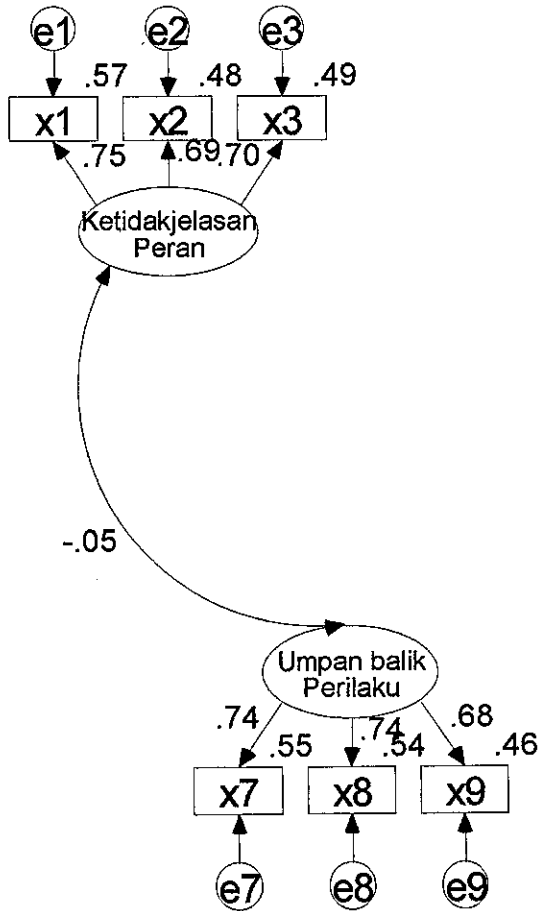 e1 e2 e3
.57 .48 .49
x1 x2 x3
.75 .69 .70
Ketidakjelasan
Peran
-.05
Umpan balik
Perilaku
.74 .74 .68
.55 .54 .46
x7 x8 x9
e7 e8 e9